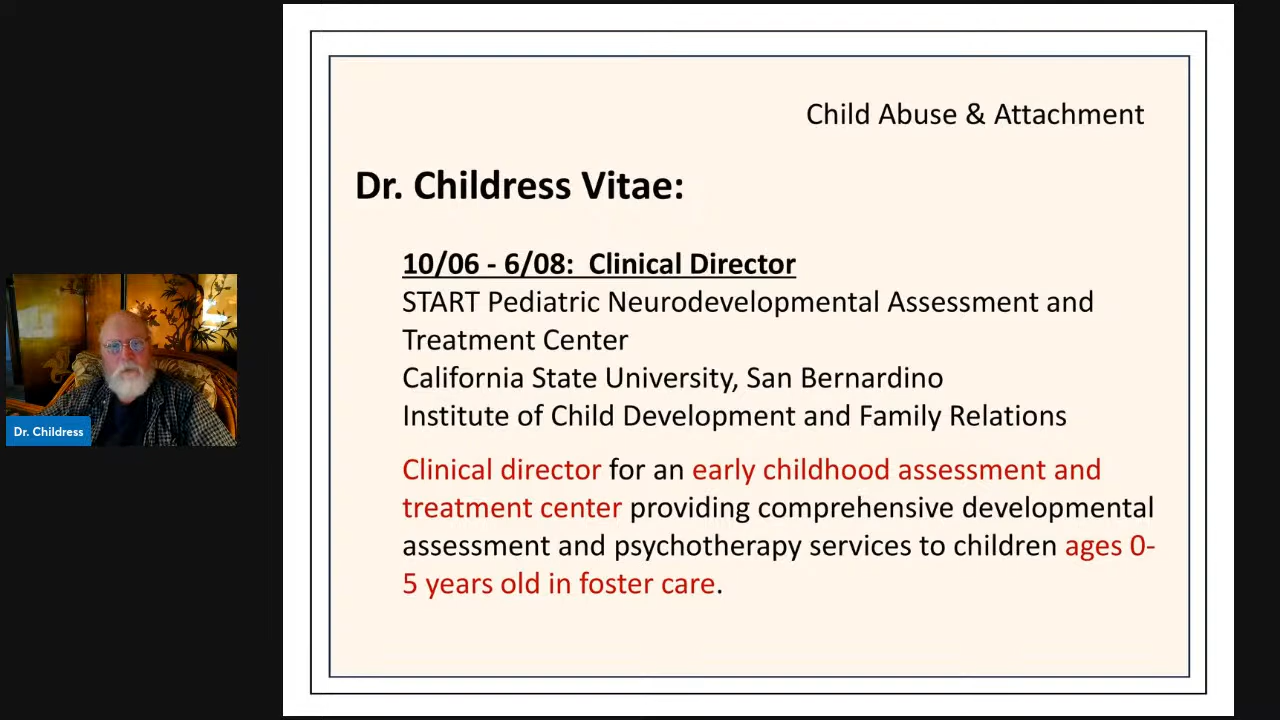 Child Abuse & Attachment
Dr. Childress Vitae:
10/06 - 6/08:  Clinical Director
START Pediatric Neurodevelopmental Assessment and
Treatment Center
California State University, San Bernardino
Institute of Child Development and Family Relations
Clinical director for an early childhood assessment and
treatment center providing comprehensive developmental
assessment and psychotherapy services to children ages 0-
5 years old in foster care.
Dr. Childress